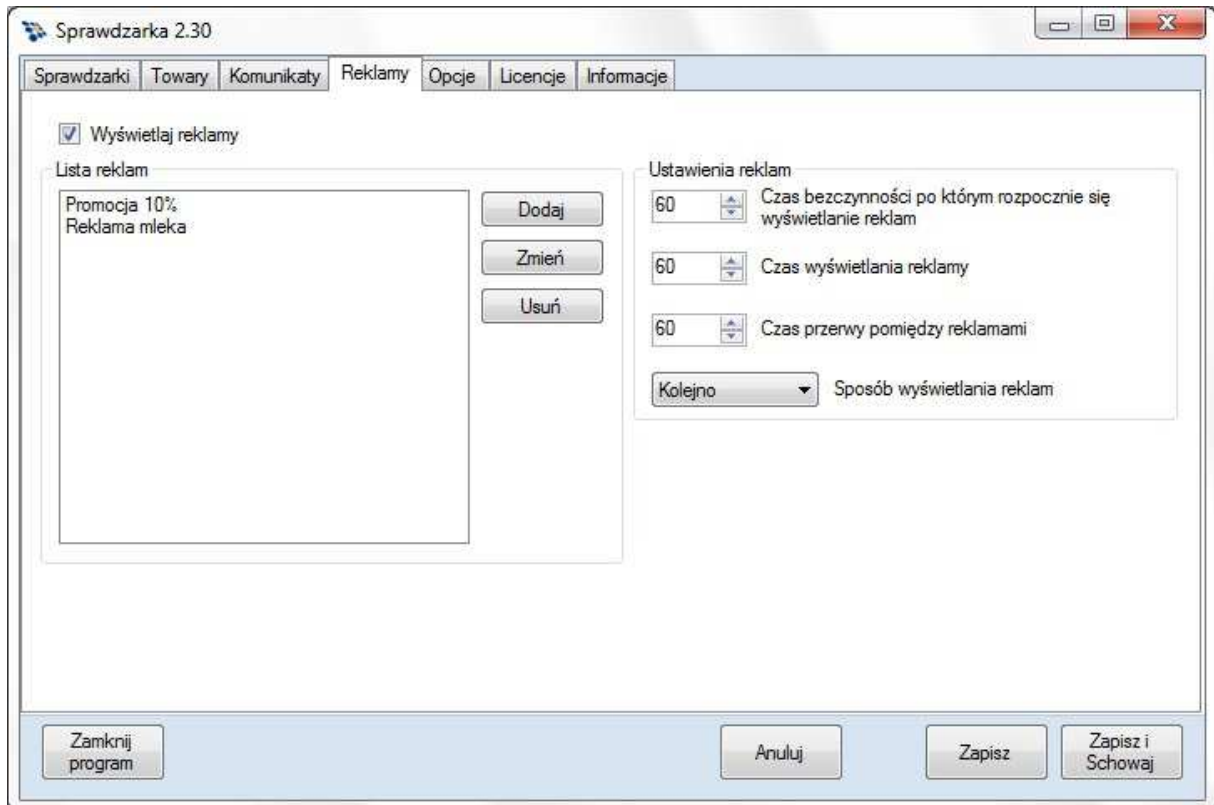 Sprawdzarka 2.30
Sprawdzarki Towary Komunikaty Reklamy Opcje Licencje Informacje
Wyświetlaj reklamy
Lista reklam
Promocja 10%
Reklama mleka
Dodaj
Zmień
Usuń
Ustawienia reklam
60 Czas bezczynności po którym rozpocznie się
wyświetlanie reklam
60 Czas wyświetlania reklamy
60 Czas przerwy pomiędzy reklamami
Kolejno Sposób wyświetlania reklam
Zamknij
program
Anuluj
Zapisz
Zapisz i
Schowaj